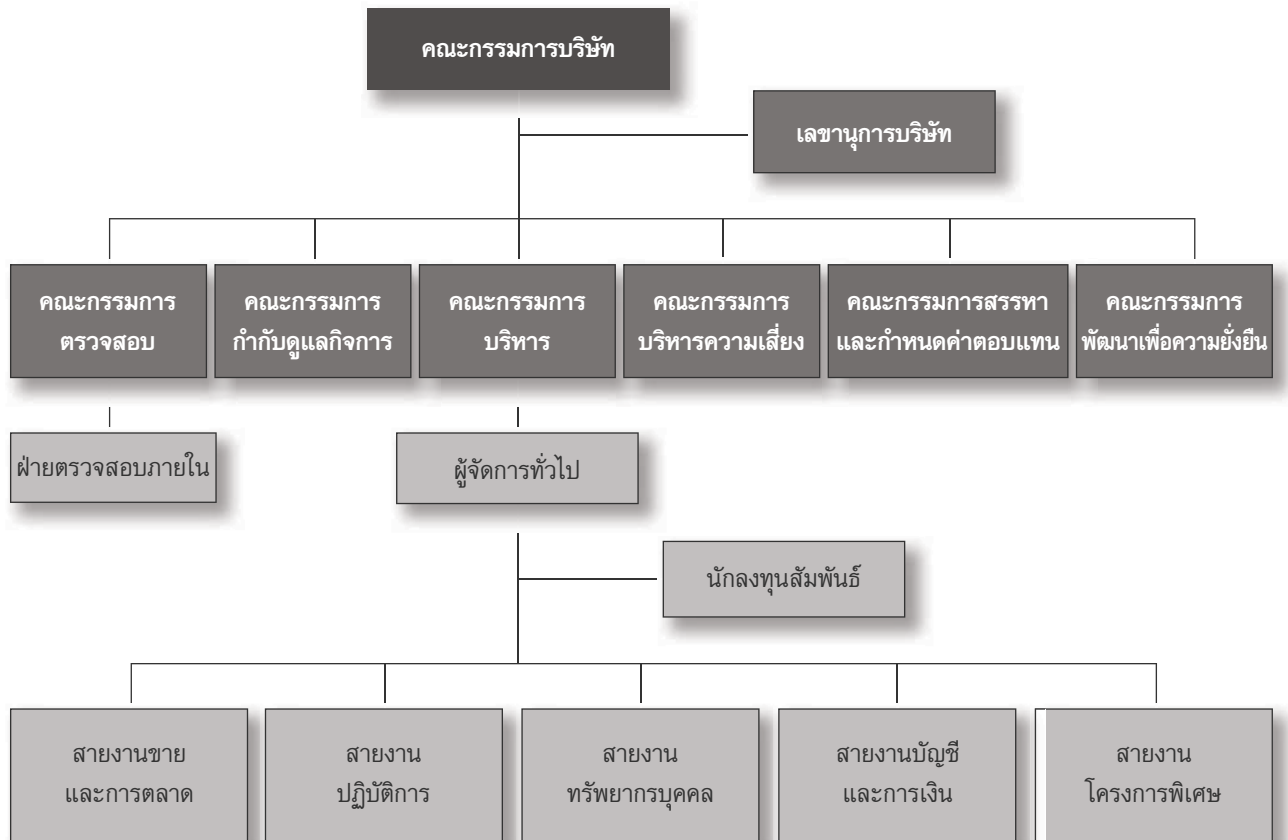 คณะกรรมการบริษัท
เลขานุการบริษัท
คณะกรรมการ
ตรวจสอบ
คณะกรรมการ
กำกับดูแลกิจการ
คณะกรรมการ
บริหาร
คณะกรรมการ
บริหารความเสี่ยง
คณะกรรมการสรรหา
และกำหนดค่าตอบแทน
คณะกรรมการ
พัฒนาเพื่อความยั่งยืน
ฝ่ายตรวจสอบภายใน
ผู้จัดการทั่วไป
นักลงทุนสัมพันธ์
สายงานขาย
และการตลาด
สายงาน
ปฏิบัติการ
สายงาน
ทรัพยากรบุคคล
สายงานบัญชี
และการเงิน
สายงาน
โครงการพิเศษ